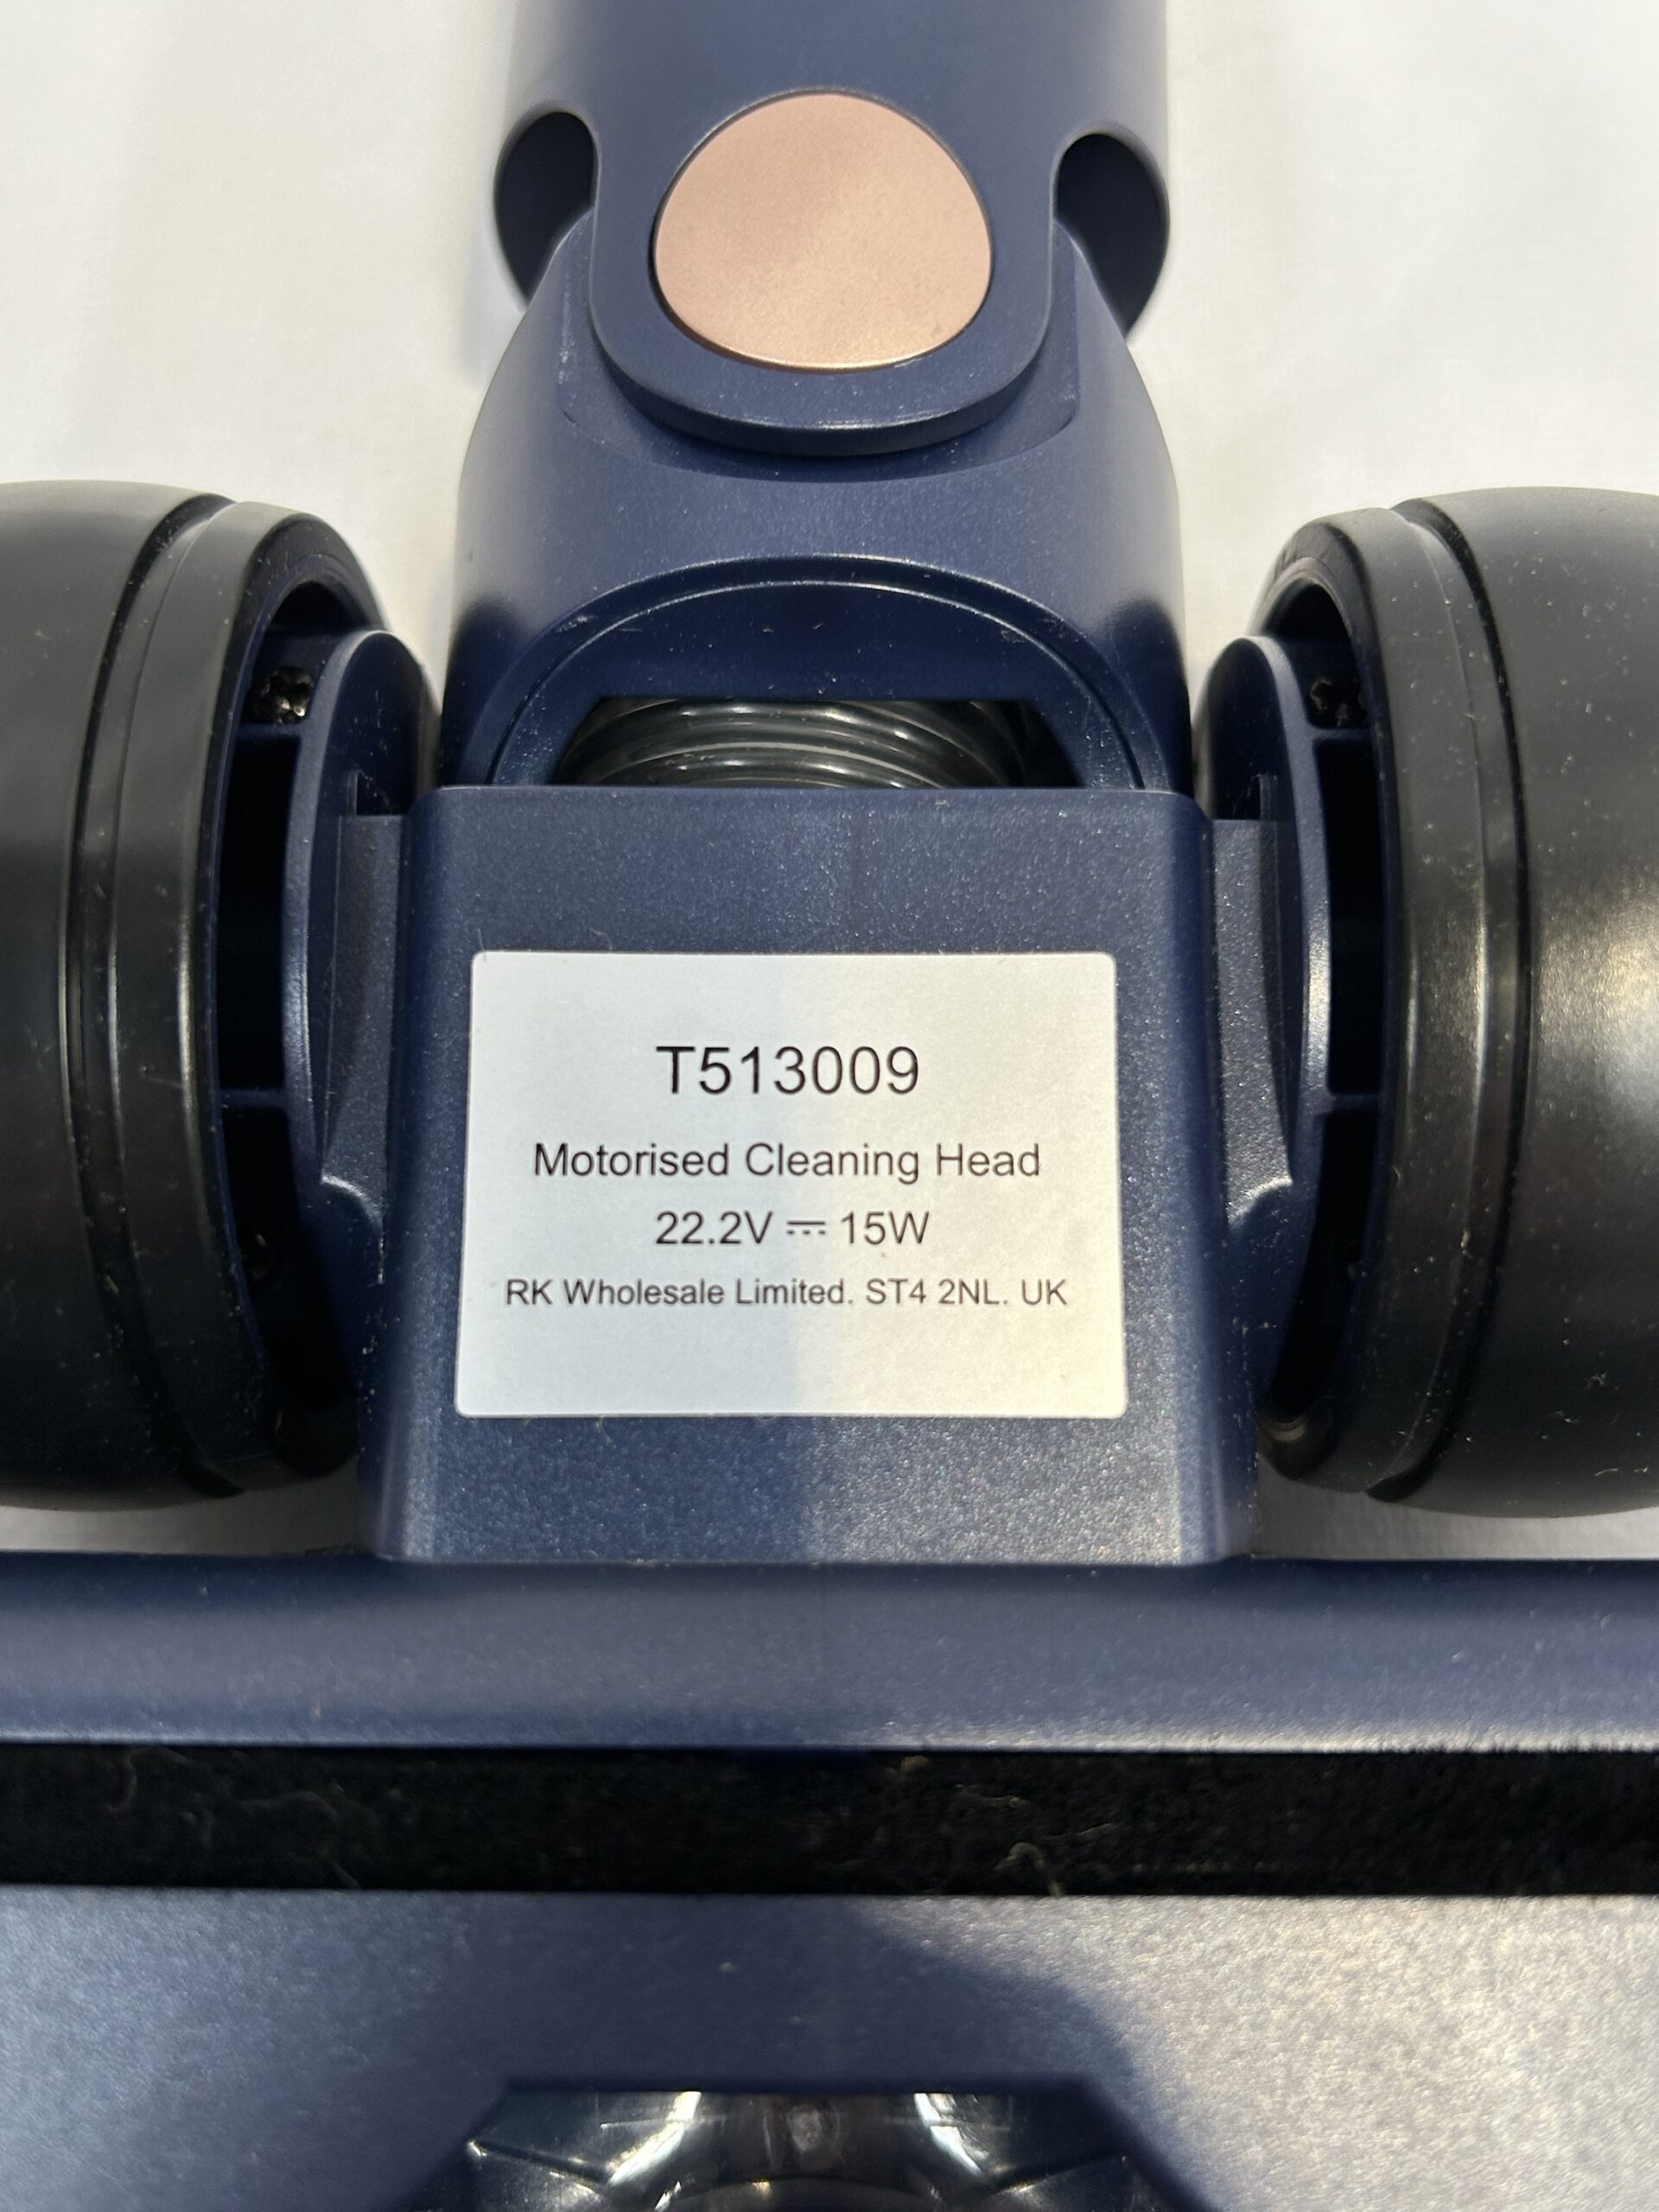 T513009
Motorised Cleaning Head
22.2V ⎓ 15W
RK Wholesale Limited. ST4 2NL. UK